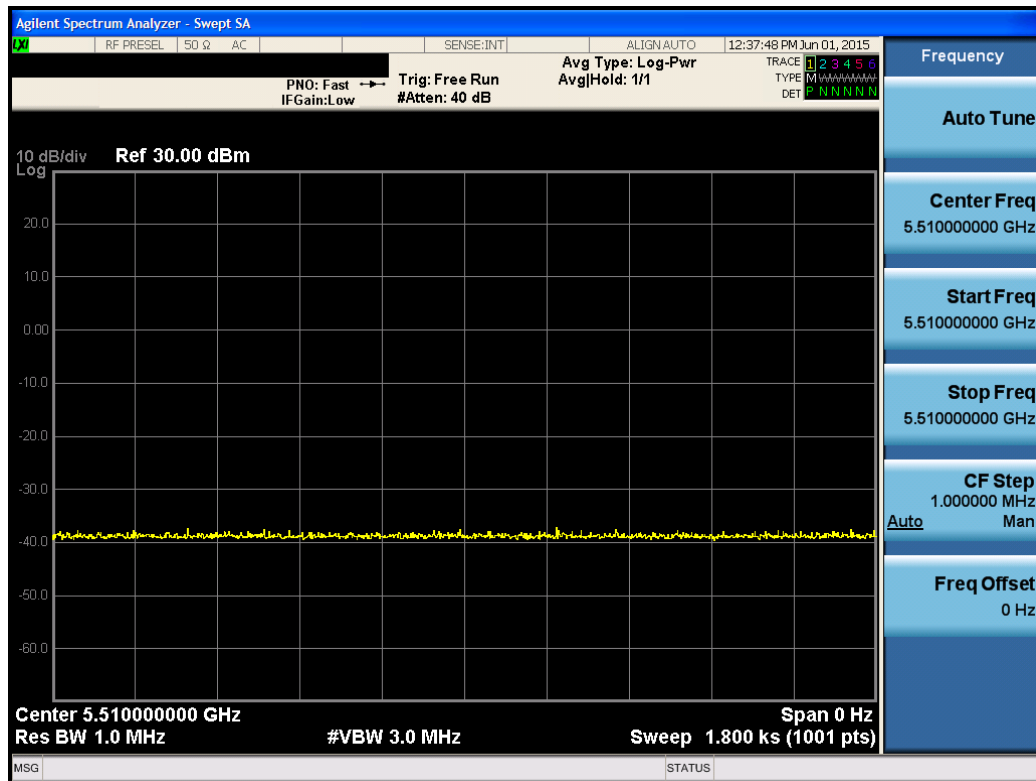 Agilent Spectrum Analyzer - Swept SA
LXI RF PRESEL 50 Ω AC SENSE:INT ALIGN AUTO 12:37:48 PM Jun 01, 2015
PNO: Fast
IFGain:Low
Trig: Free Run
#Atten: 40 dB
Avg Type: Log-Pwr
Avg|Hold: 1/1
TRACE 1 2 3 4 5 6
TYPE M WWWWW
DET P N N N N N
10 dB/div Ref 30.00 dBm
Log
20.0
10.0
0.00
-10.0
-20.0
-30.0
-40.0
-50.0
-60.0
Center 5.510000000 GHz Span 0 Hz
Res BW 1.0 MHz #VBW 3.0 MHz Sweep 1.800 ks (1001 pts)
MSG STATUS
Frequency
Auto Tune
Center Freq
5.510000000 GHz
Start Freq
5.510000000 GHz
Stop Freq
5.510000000 GHz
CF Step
1.000000 MHz
Auto Man
Freq Offset
0 Hz